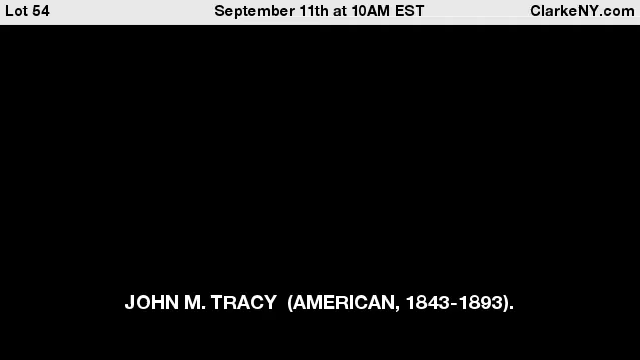 Lot 54 September 11th at 10AM EST ClarkeNY.com
JOHN M. TRACY (AMERICAN, 1843-1893).